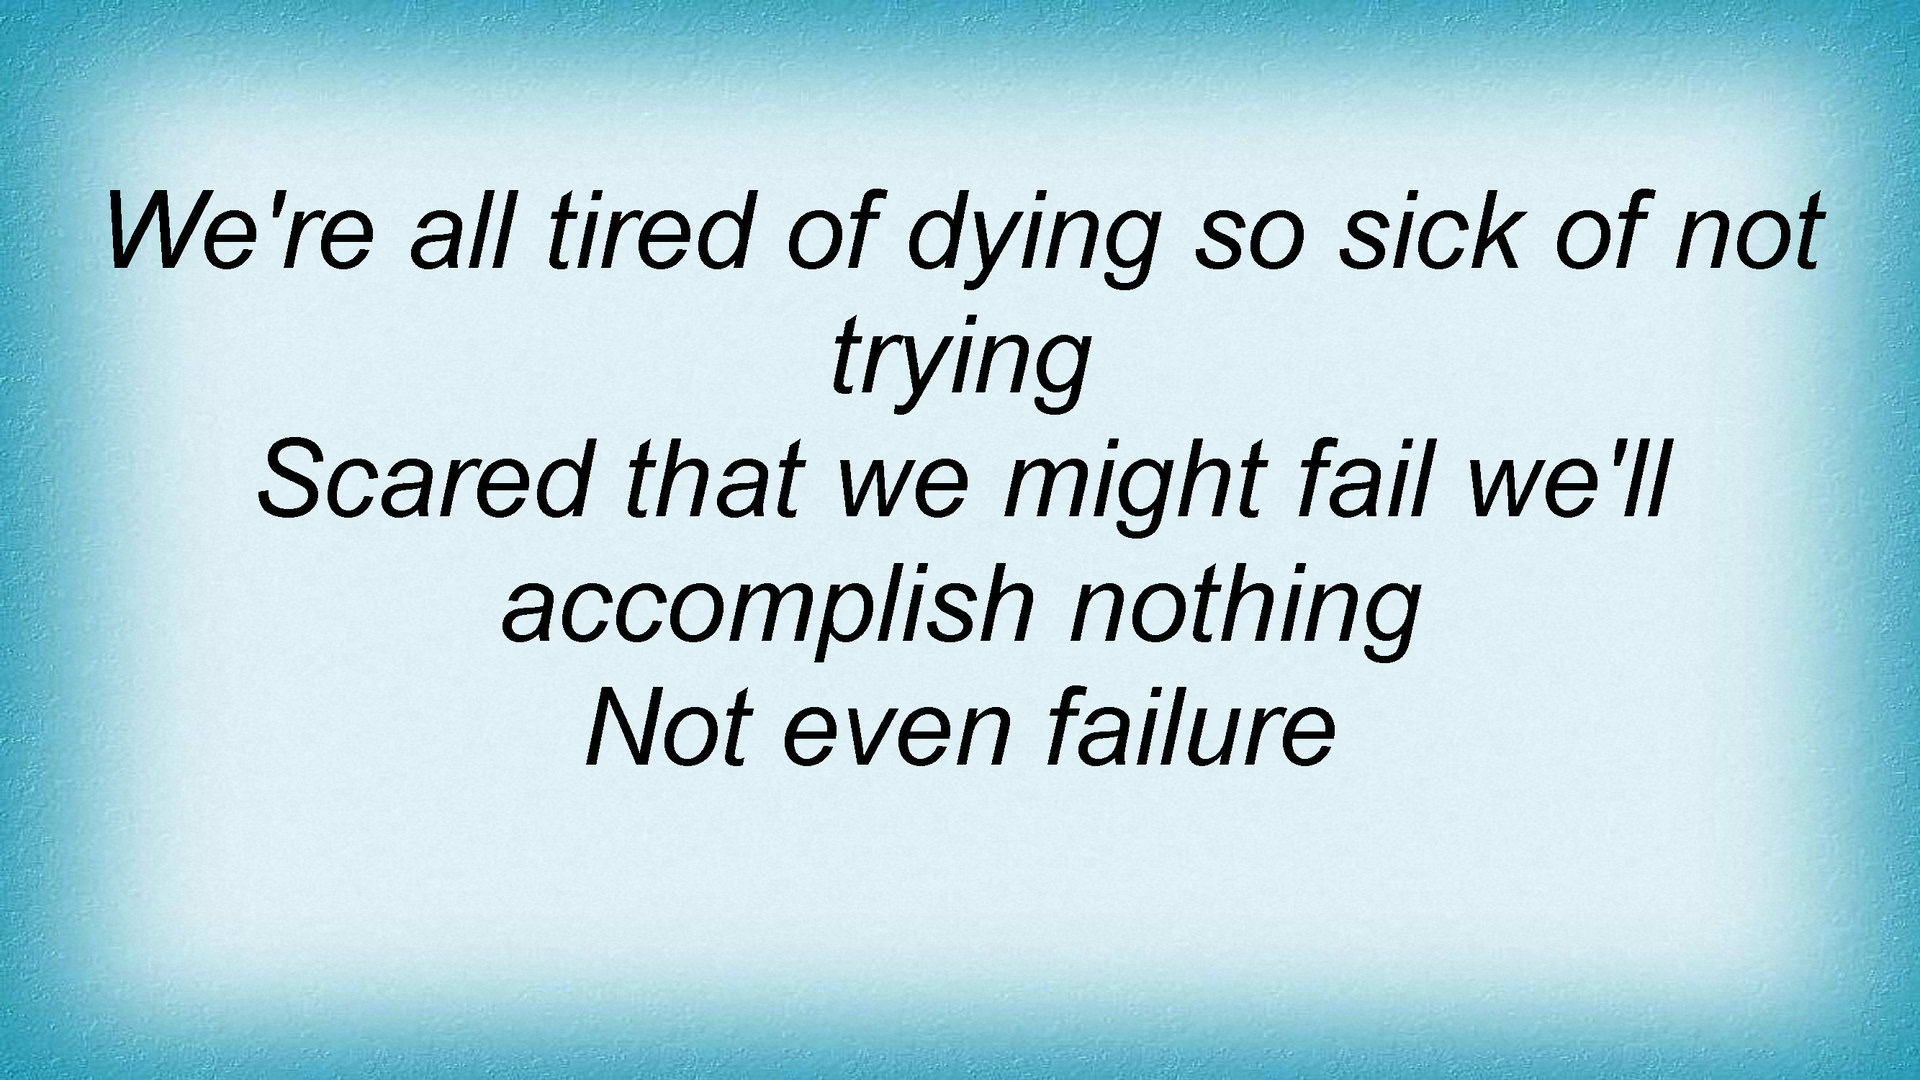 We're all tired of dying so sick of not
trying
Scared that we might fail we'll
accomplish nothing
Not even failure